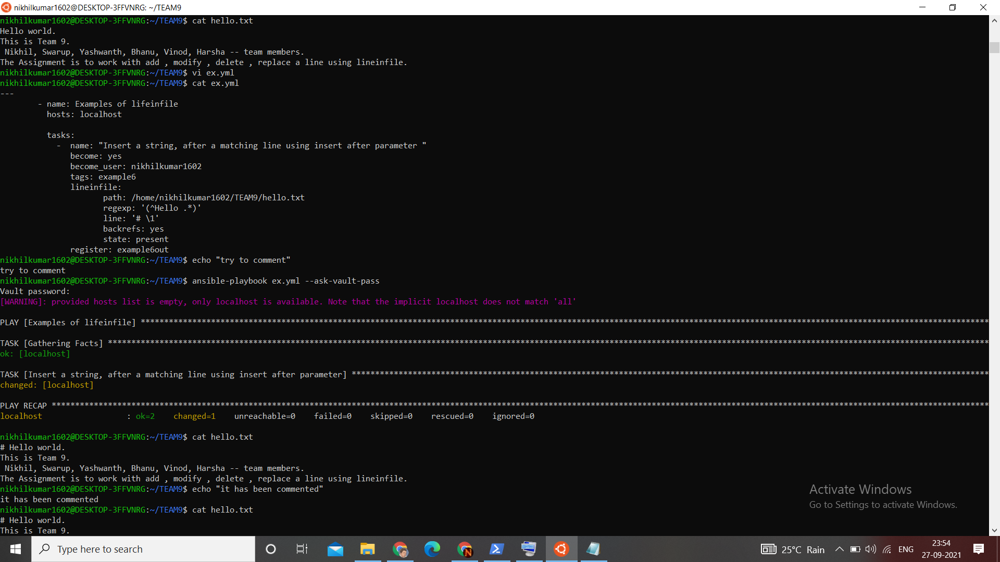 nikhilkumar1602@DESKTOP-3FFVNRG: ~/TEAM9
nikhilkumar1602@DESKTOP-3FFVNRG:~/TEAM9$ cat hello.txt
Hello world.
This is Team 9.
 Nikhil, Swarup, Yashwanth, Bhanu, Vinod, Harsha -- team members.
The Assignment is to work with add , modify , delete , replace a line using lineinfile.
nikhilkumar1602@DESKTOP-3FFVNRG:~/TEAM9$ vi ex.yml
nikhilkumar1602@DESKTOP-3FFVNRG:~/TEAM9$ cat ex.yml
---
        - name: Examples of lifeinfile
          hosts: localhost

          tasks:
            -  name: "Insert a string, after a matching line using insert after parameter "
               become: yes
               become_user: nikhilkumar1602
               tags: example6
               lineinfile:
                      path: /home/nikhilkumar1602/TEAM9/hello.txt
                      regexp: '(^Hello .*)'
                      line: '# \1'
                      backrefs: yes
                      state: present
               register: example6out
nikhilkumar1602@DESKTOP-3FFVNRG:~/TEAM9$ echo "try to comment"
try to comment
nikhilkumar1602@DESKTOP-3FFVNRG:~/TEAM9$ ansible-playbook ex.yml --ask-vault-pass
Vault password:
[WARNING]: provided hosts list is empty, only localhost is available. Note that the implicit localhost does not match 'all'

PLAY [Examples of lifeinfile] *************************************************************************************************************************************************************************************

TASK [Gathering Facts] ********************************************************************************************************************************************************************************************
ok: [localhost]

TASK [Insert a string, after a matching line using insert after parameter] ****************************************************************************************************************************************
changed: [localhost]

PLAY RECAP ********************************************************************************************************************************************************************************************************
localhost                  : ok=2    changed=1    unreachable=0    failed=0    skipped=0    rescued=0    ignored=0

nikhilkumar1602@DESKTOP-3FFVNRG:~/TEAM9$ cat hello.txt
# Hello world.
This is Team 9.
 Nikhil, Swarup, Yashwanth, Bhanu, Vinod, Harsha -- team members.
The Assignment is to work with add , modify , delete , replace a line using lineinfile.
nikhilkumar1602@DESKTOP-3FFVNRG:~/TEAM9$ echo "it has been commented"
it has been commented
nikhilkumar1602@DESKTOP-3FFVNRG:~/TEAM9$ cat hello.txt
# Hello world.
This is Team 9.
Activate Windows
Go to Settings to activate Windows.
Type here to search
N
25°C Rain
ENG
23:54
27-09-2021